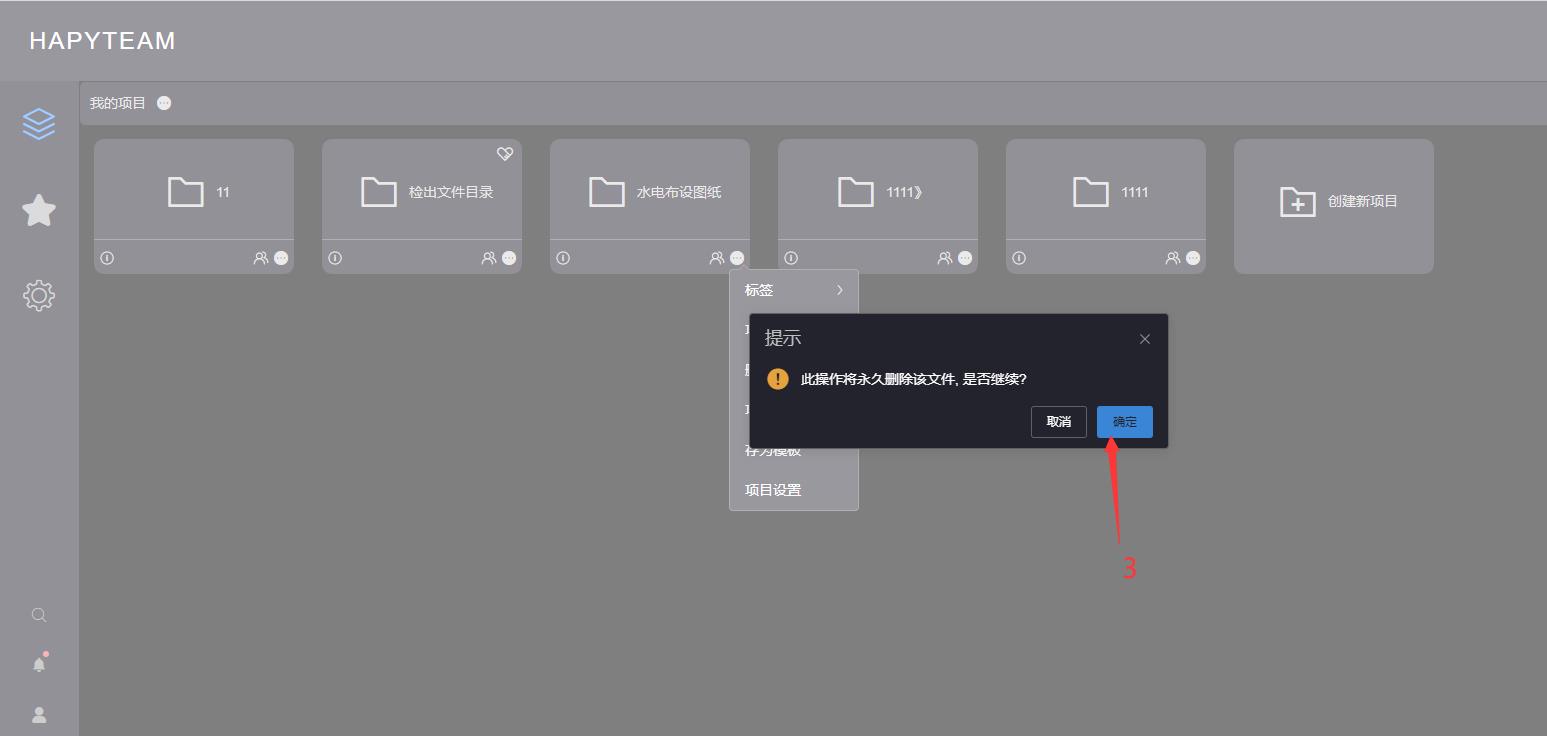 HAPYTEAM
我的项目
11
检出文件目录
水电布设图纸
1111》
1111
创建新项目
标签
提示
此操作将永久删除该文件, 是否继续?
取消
确定
存为模板
项目设置
3